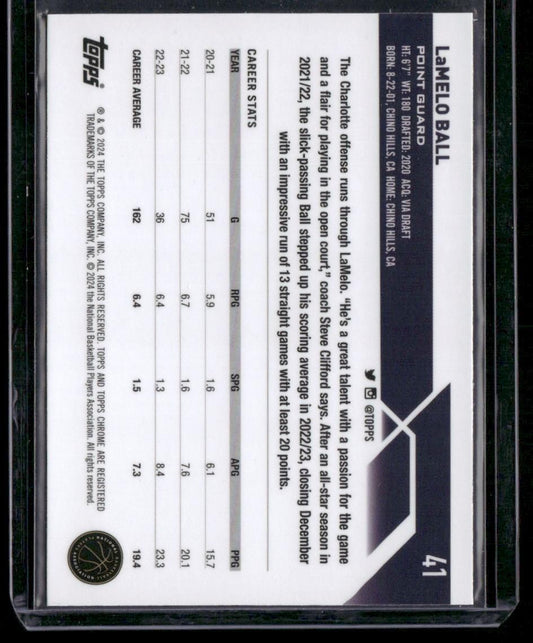 LaMELO BALL
41
POINT GUARD
HT: 6'7" WT: 180 DRAFTED: 2020 ACQ: VIA DRAFT
BORN: 8-22-01, CHINO HILLS, CA HOME: CHINO HILLS, CA
@TOPPS
The Charlotte offense runs through LaMelo. "He's a great talent with a passion for the game
and a flair for playing in the open court," coach Steve Clifford says. After an all-star season in
2021/22, the slick-passing Ball stepped up his scoring average in 2022/23, closing December
with an impressive run of 13 straight games with at least 20 points.
CAREER STATS
YEAR G RPG SPG APG PPG
20-21 51 5.9 1.6 6.1 15.7
21-22 75 6.7 1.6 7.6 20.1
22-23 36 6.4 1.3 8.4 23.3
CAREER AVERAGE 162 6.4 1.5 7.3 19.4
topps
® & © 2024 THE TOPPS COMPANY, INC. ALL RIGHTS RESERVED. TOPPS AND TOPPS CHROME ARE REGISTERED
TRADEMARKS OF THE TOPPS COMPANY, INC. © 2024 the National Basketball Players Association. All rights reserved.